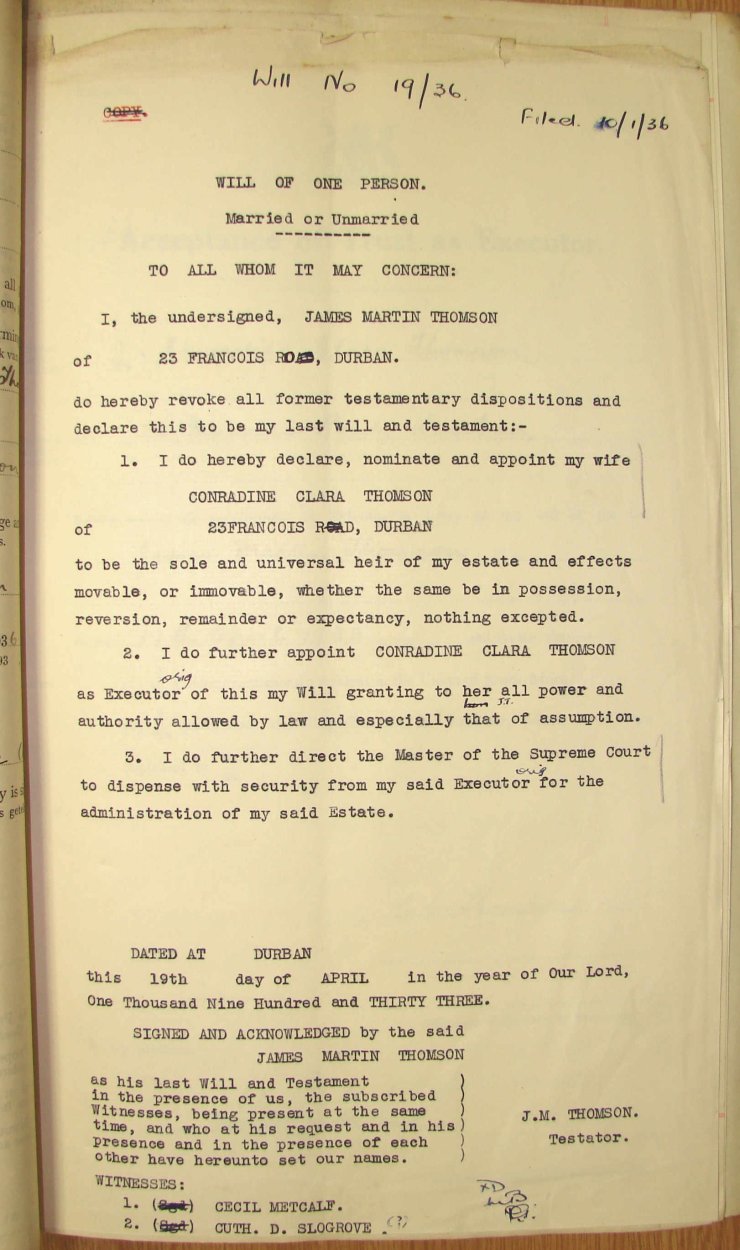 Will No 19/36.
COPY.
Filed. 10/1/36
WILL OF ONE PERSON.
Married or Unmarried
----------
TO ALL WHOM IT MAY CONCERN:
I, the undersigned, JAMES MARTIN THOMSON
of 23 FRANCOIS ROAD, DURBAN.
do hereby revoke all former testamentary dispositions and
declare this to be my last will and testament:-
1. I do hereby declare, nominate and appoint my wife
CONRADINE CLARA THOMSON
of 23FRANCOIS ROAD, DURBAN
to be the sole and universal heir of my estate and effects
movable, or immovable, whether the same be in possession,
reversion, remainder or expectancy, nothing excepted.
2. I do further appoint CONRADINE CLARA THOMSON
orig
as Executor of this my Will granting to her all power and
authority allowed by law and especially that of assumption.
3. I do further direct the Master of the Supreme Court
orig
to dispense with security from my said Executor for the
administration of my said Estate.
DATED AT DURBAN
this 19th day of APRIL in the year of Our Lord,
One Thousand Nine Hundred and THIRTY THREE.
SIGNED AND ACKNOWLEDGED by the said
JAMES MARTIN THOMSON
as his last Will and Testament )
in the presence of us, the subscribed )
Witnesses, being present at the same )
time, and who at his request and in his )
presence and in the presence of each )
other have hereunto set our names. )
J.M. THOMSON.
Testator.
WITNESSES:
1. (Sgd) CECIL METCALF.
2. (Sgd) CUTH. D. SLOGROVE . (?)